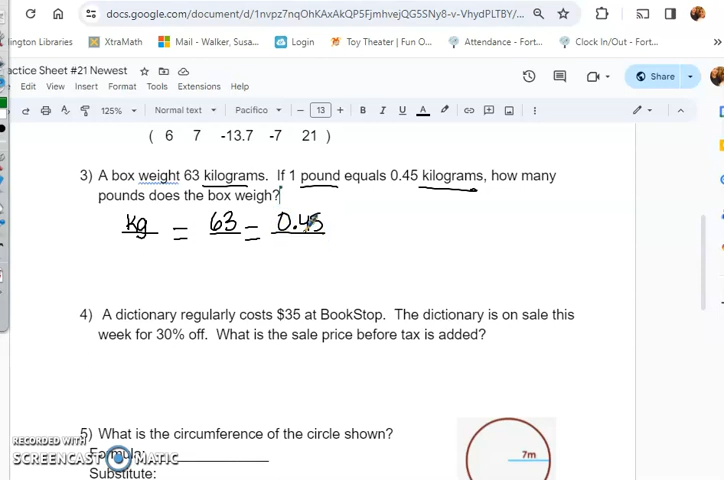 docs.google.com/document/d/1nvpz7nqOhKAxAkQP5FjmhvejQG5SNy8-v-VhydPLTBY/...
lington Libraries XtraMath Mail - Walker, Susa... Login Toy Theater | Fun O... Attendance - Fort... Clock In/Clock Out...
actice Sheet #21 Newest
dit View Insert Format Tools Extensions Help Share
125% Normal text Pacifico 13 B I U A
( 6 7 -13.7 -7 21 )
3) A box weight 63 kilograms. If 1 pound equals 0.45 kilograms, how many
pounds does the box weigh?
kg = 63 = 0.45
4) A dictionary regularly costs $35 at BookStop. The dictionary is on sale this
week for 30% off. What is the sale price before tax is added?
5) What is the circumference of the circle shown?
Formula:
7m
Substitute:
RECORDED WITH
SCREENCAST MATIC